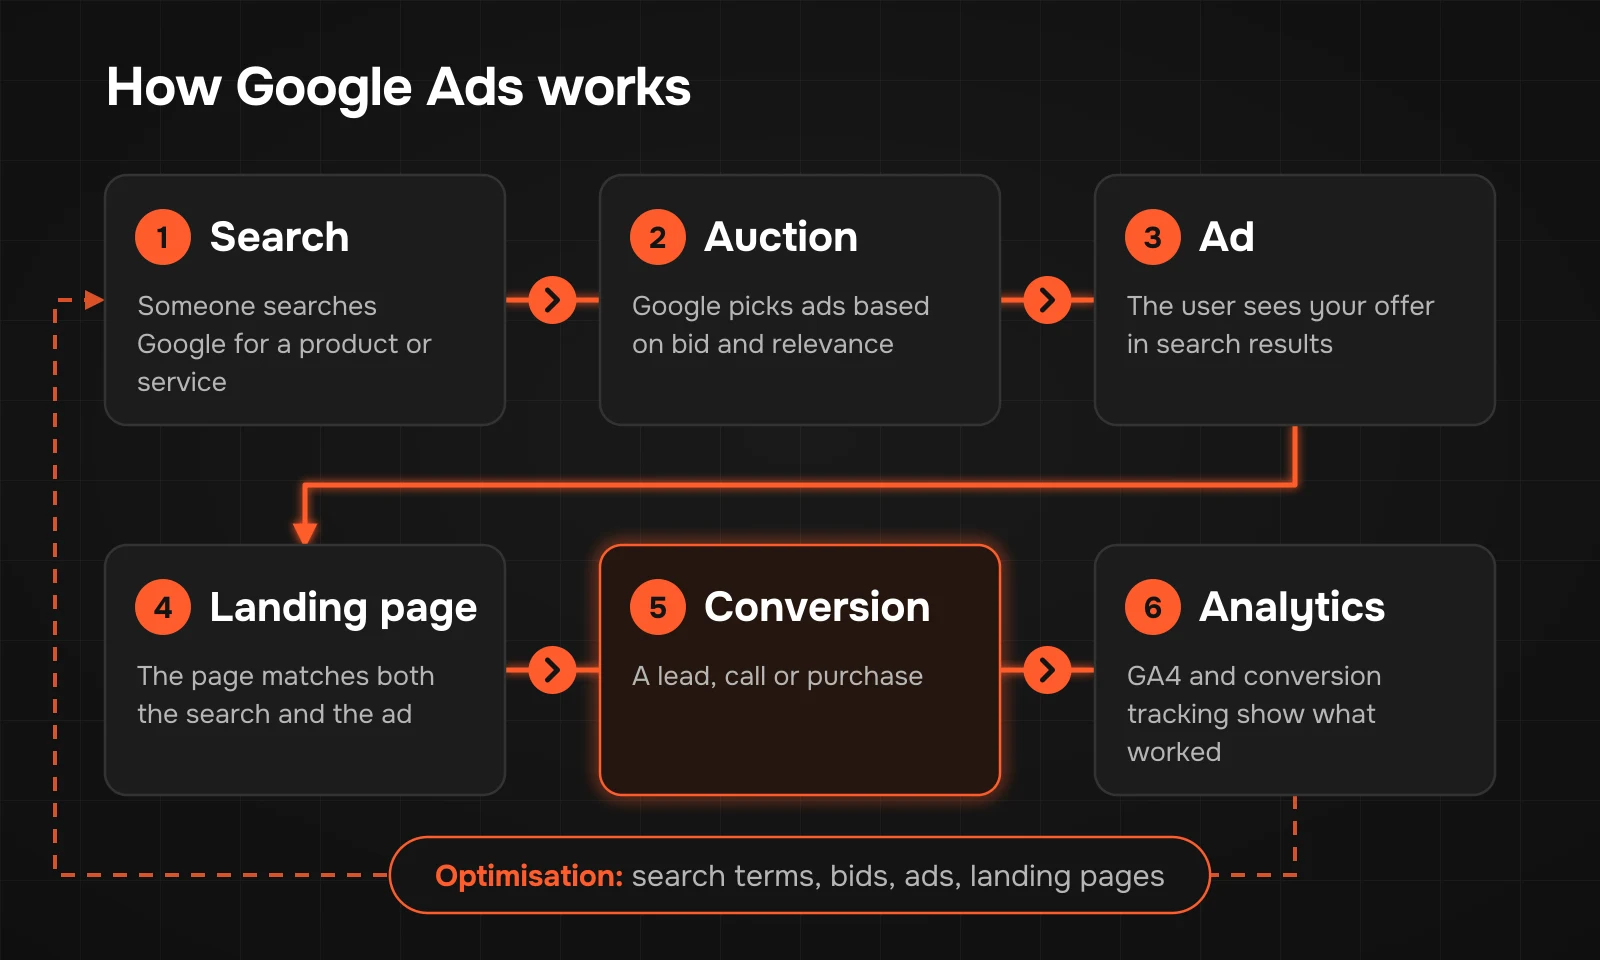 How Google Ads works
1 Search
Someone searches
Google for a product or
service
2 Auction
Google picks ads based
on bid and relevance
3 Ad
The user sees your offer
in search results
4 Landing page
The page matches both
the search and the ad
5 Conversion
A lead, call or purchase
6 Analytics
GA4 and conversion
tracking show what
worked
Optimisation: search terms, bids, ads, landing pages